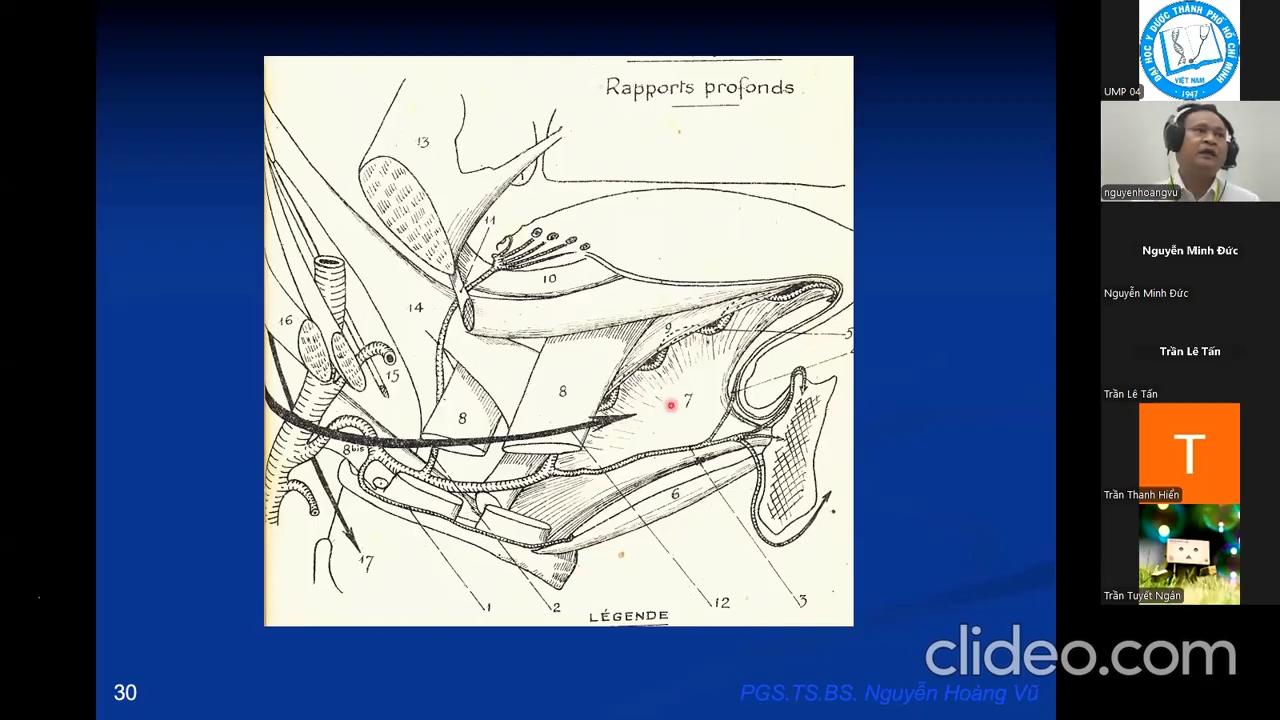 Rapports profonds
13
1
11
10
14
16
9
5
15
8
7
8
8bis
6
17
1
2
12
3
LÉGENDE
30
PGS.TS.BS. Nguyễn Hoàng Vũ
clideo.com
ĐẠI HỌC Y DƯỢC THÀNH PHỐ HỒ CHÍ MINH
VIỆT NAM
1947
UMP 04
nguyenhoangvu
Nguyễn Minh Đức
Nguyễn Minh Đức
Trần Lê Tấn
Trần Lê Tấn
T
Trần Thanh Hiển
Trần Tuyết Ngân